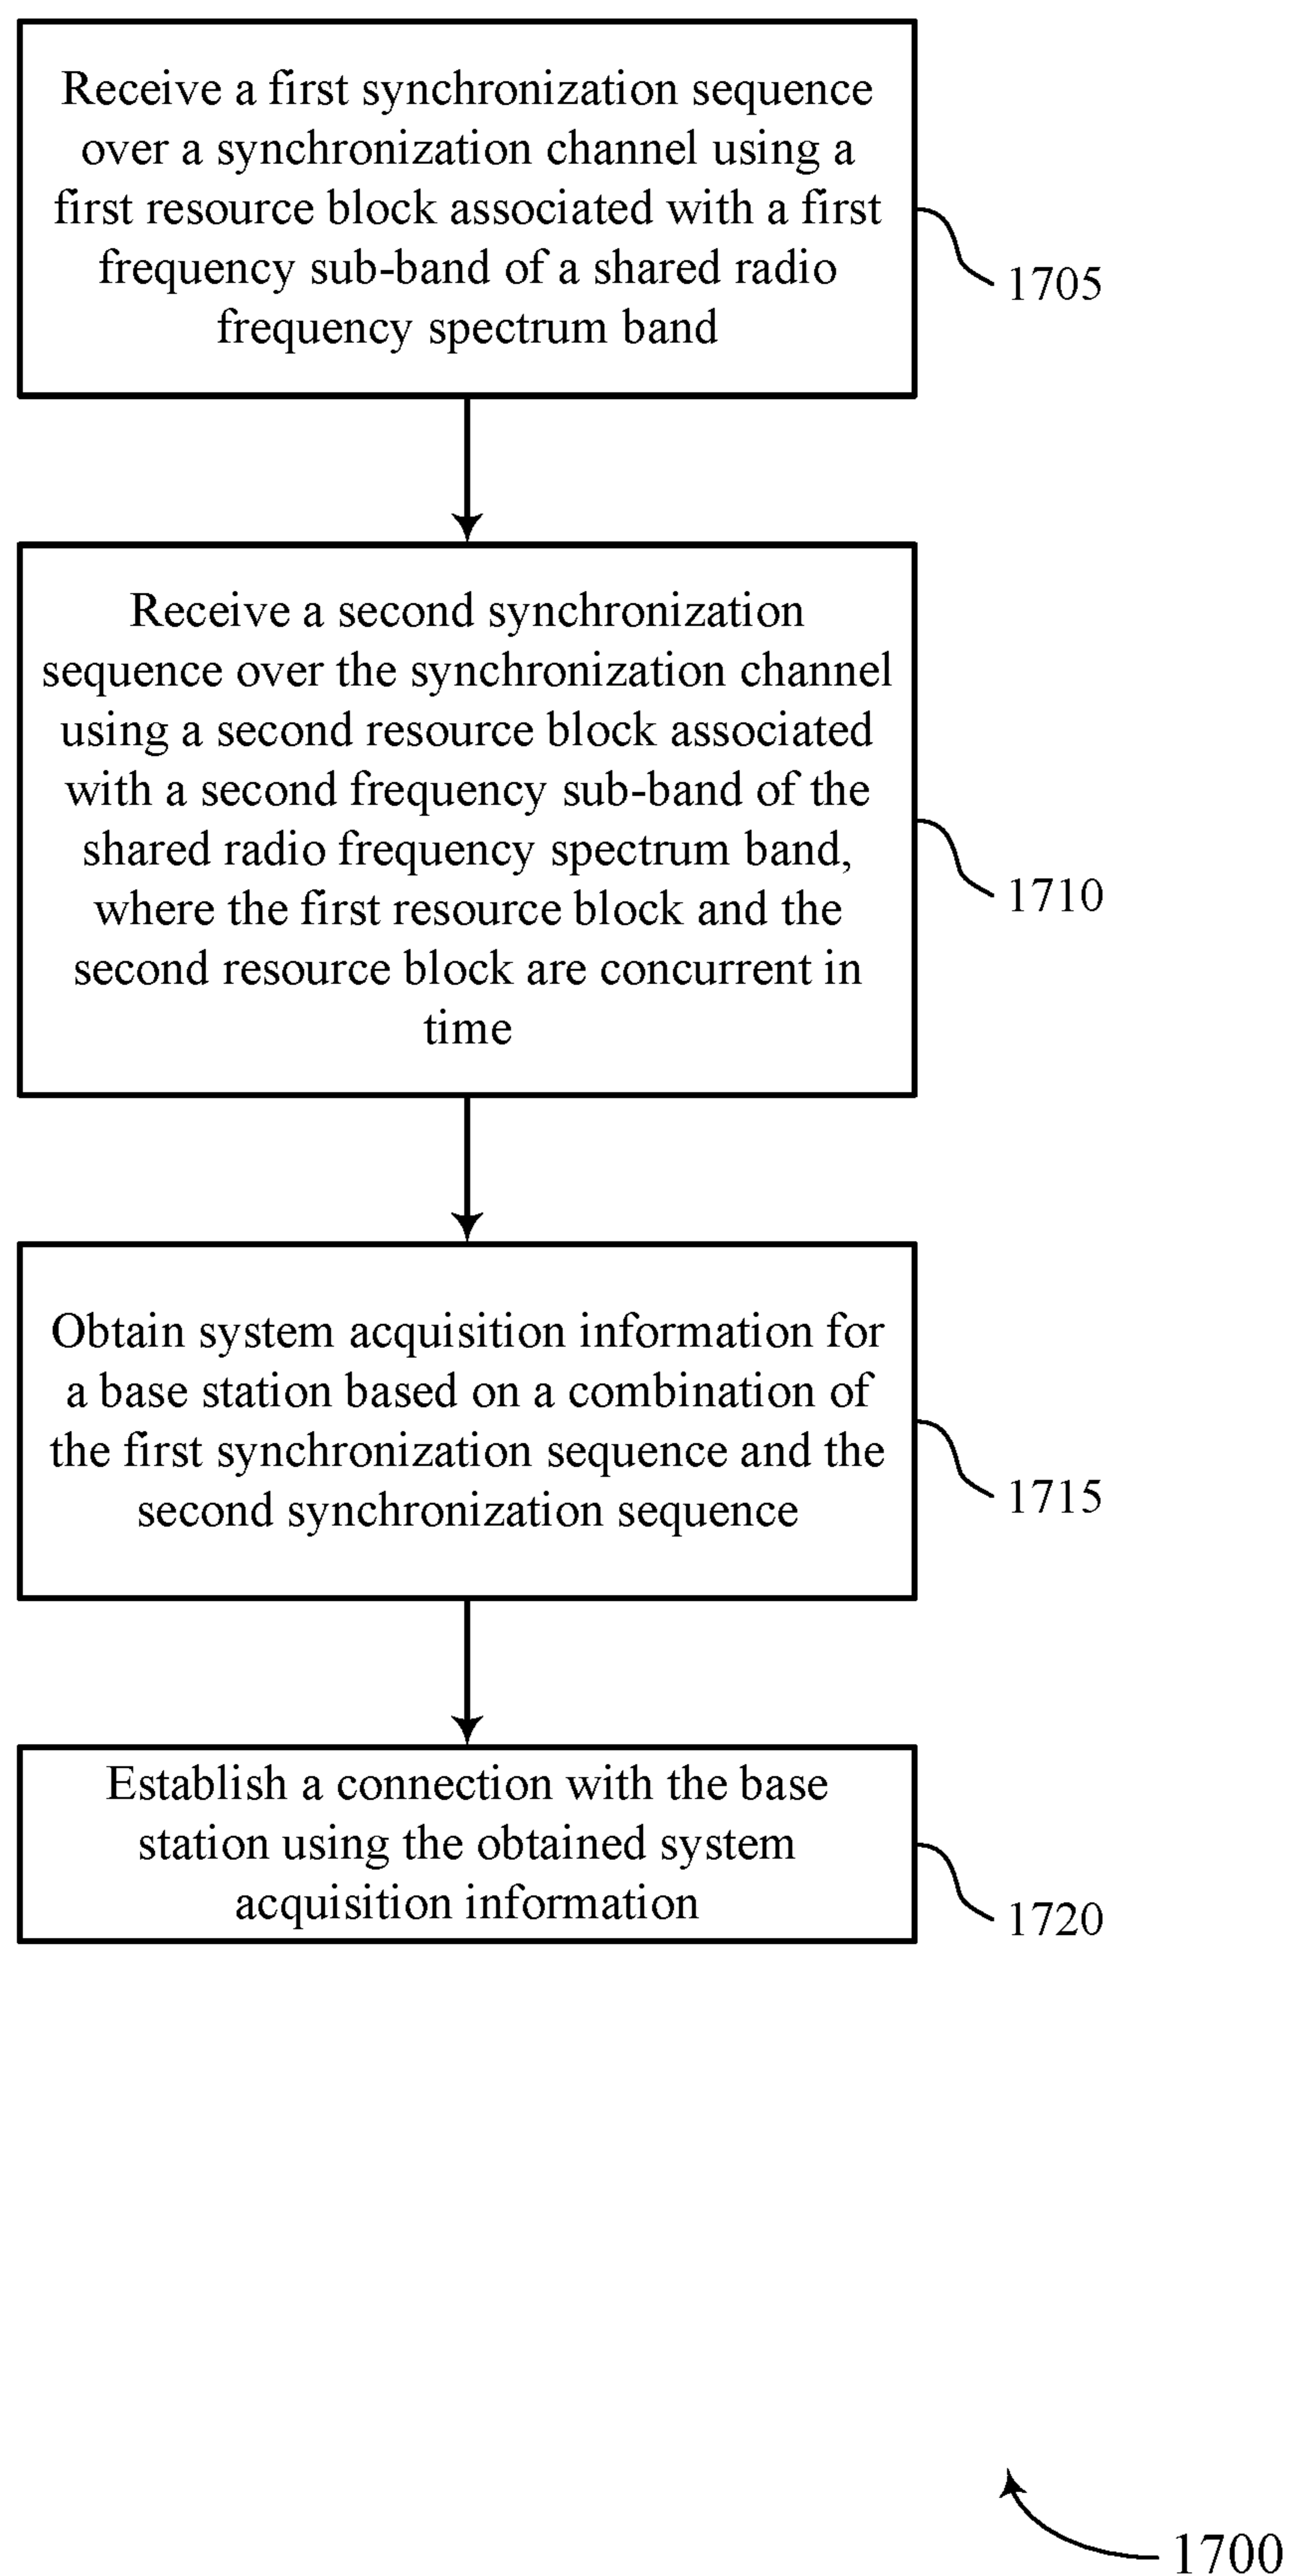 Receive a first synchronization sequence
over a synchronization channel using a
first resource block associated with a first
frequency sub-band of a shared radio
frequency spectrum band
1705
Receive a second synchronization
sequence over the synchronization channel
using a second resource block associated
with a second frequency sub-band of the
shared radio frequency spectrum band,
where the first resource block and the
second resource block are concurrent in
time
1710
Obtain system acquisition information for
a base station based on a combination of
the first synchronization sequence and the
second synchronization sequence
1715
Establish a connection with the base
station using the obtained system
acquisition information
1720
1700